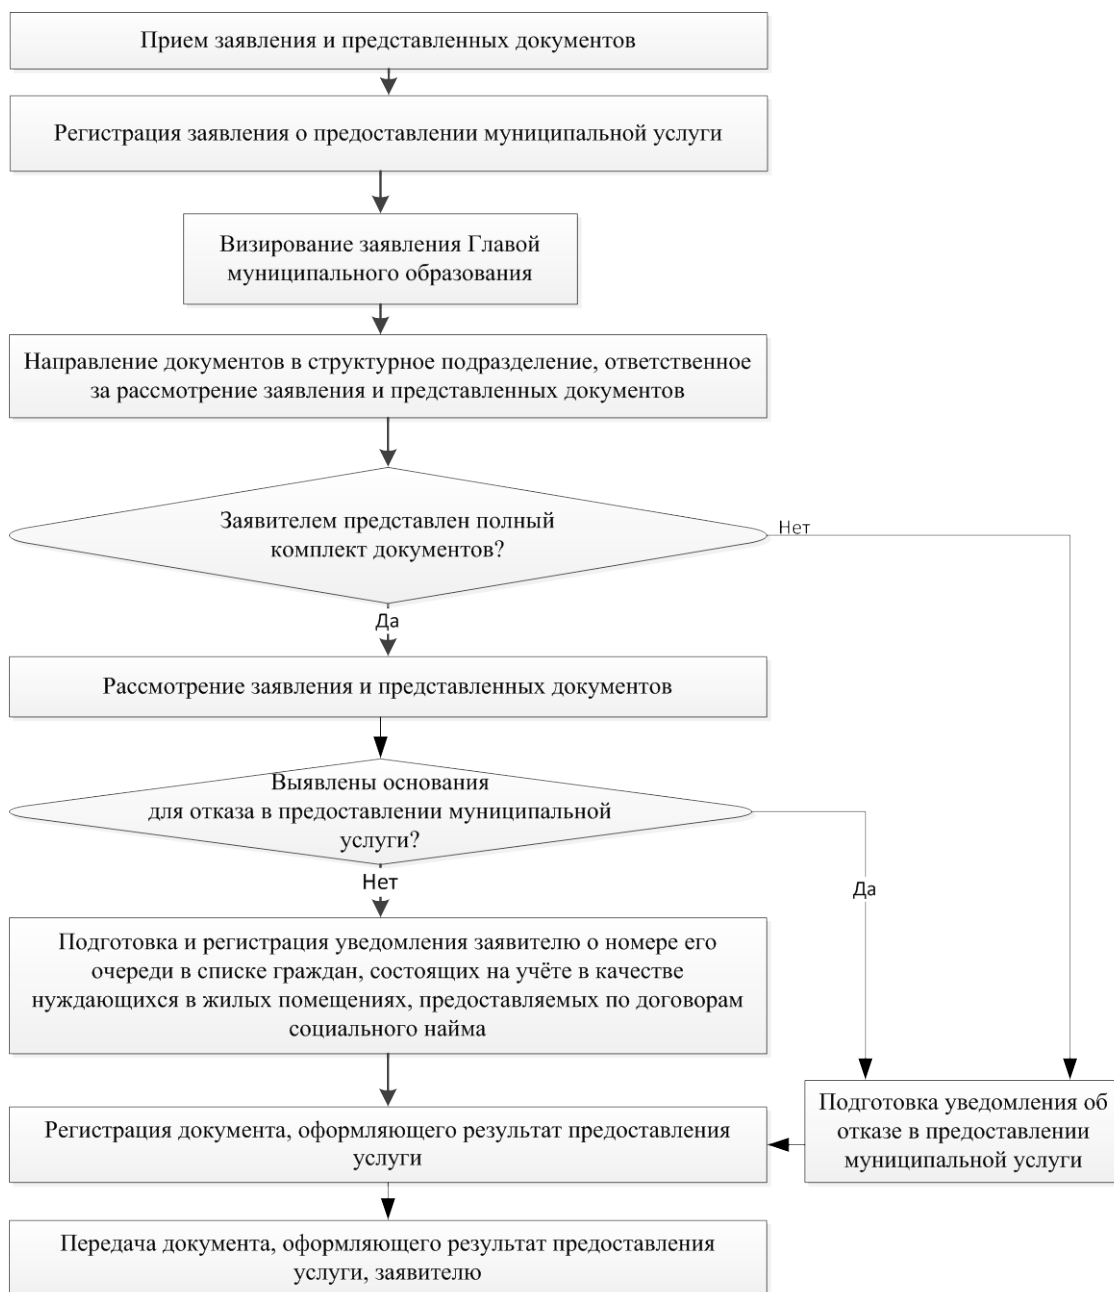 Прием заявления и представленных документов
Регистрация заявления о предоставлении муниципальной услуги
Визирование заявления Главой
муниципального образования
Направление документов в структурное подразделение, ответственное
за рассмотрение заявления и представленных документов
Заявителем представлен полный
комплект документов?
Нет
Да
Рассмотрение заявления и представленных документов
Выявлены основания
для отказа в предоставлении муниципальной
услуги?
Нет
Да
Подготовка и регистрация уведомления заявителю о номере его
очереди в списке граждан, состоящих на учёте в качестве
нуждающихся в жилых помещениях, предоставляемых по договорам
социального найма
Подготовка уведомления об
отказе в предоставлении
муниципальной услуги
Регистрация документа, оформляющего результат предоставления
услуги
Передача документа, оформляющего результат предоставления
услуги, заявителю